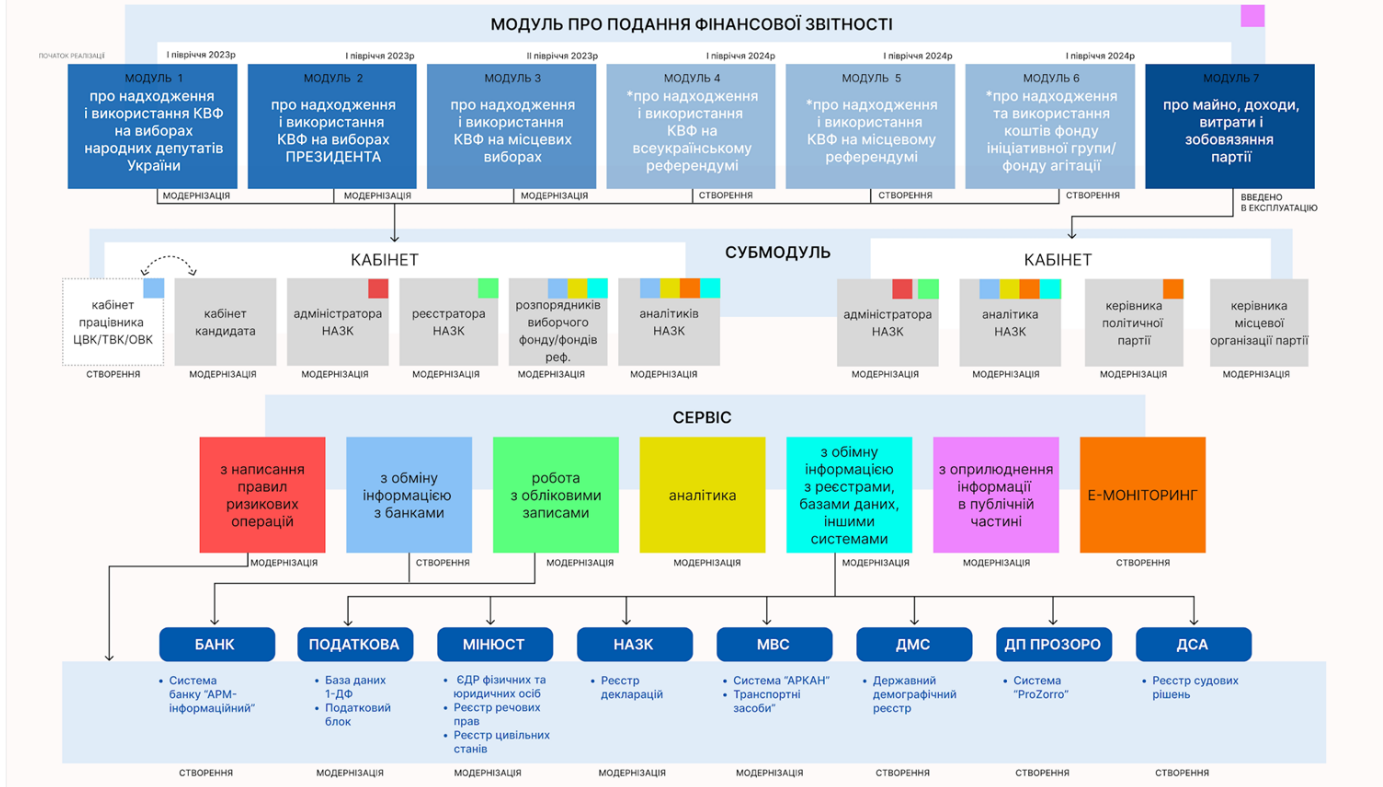 МОДУЛЬ ПРО ПОДАННЯ ФІНАНСОВОЇ ЗВІТНОСТІ
ПОЧАТОК РЕАЛІЗАЦІЇ
I півріччя 2023р
I півріччя 2023р
II півріччя 2023р
I півріччя 2024р
I півріччя 2024р
I півріччя 2024р
МОДУЛЬ 1
про надходження
і використання КВФ
на виборах
народних депутатів
України
МОДЕРНІЗАЦІЯ
МОДУЛЬ 2
про надходження
і використання
КВФ на виборах
ПРЕЗИДЕНТА
МОДЕРНІЗАЦІЯ
МОДУЛЬ 3
про надходження
і використання
КВФ на місцевих
виборах
МОДЕРНІЗАЦІЯ
МОДУЛЬ 4
*про надходження
і використання
КВФ на
всеукраїнському
референдумі
СТВОРЕННЯ
МОДУЛЬ 5
*про надходження
і використання
КВФ на місцевому
референдумі
СТВОРЕННЯ
МОДУЛЬ 6
*про надходження
та використання
коштів фонду
ініціативної групи/
фонду агітації
СТВОРЕННЯ
МОДУЛЬ 7
про майно, доходи,
витрати і
зобовязяння
партії
ВВЕДЕНО
В ЕКСПЛУАТАЦІЮ
СУБМОДУЛЬ
КАБІНЕТ
кабінет
працівника
ЦВК/ТВК/ОВК
СТВОРЕННЯ
кабінет
кандидата
МОДЕРНІЗАЦІЯ
адміністратора
НАЗК
МОДЕРНІЗАЦІЯ
реєстратора
НАЗК
МОДЕРНІЗАЦІЯ
розпорядників
виборчого
фонду/фондів
реф.
МОДЕРНІЗАЦІЯ
аналітиків
НАЗК
МОДЕРНІЗАЦІЯ
КАБІНЕТ
адміністратора
НАЗК
МОДЕРНІЗАЦІЯ
аналітика
НАЗК
МОДЕРНІЗАЦІЯ
керівника
політичної
партії
МОДЕРНІЗАЦІЯ
керівника
місцевої
організації партії
МОДЕРНІЗАЦІЯ
СЕРВІС
з написання
правил
ризикових
операцій
МОДЕРНІЗАЦІЯ
з обміну
інформацією
з банками
СТВОРЕННЯ
робота
з обліковими
записами
МОДЕРНІЗАЦІЯ
аналітика
МОДЕРНІЗАЦІЯ
з обімну
інформацією
з реєстрами,
базами даних,
іншими
системами
МОДЕРНІЗАЦІЯ
з оприлюднення
інформації
в публічній
частині
МОДЕРНІЗАЦІЯ
Е-МОНІТОРИНГ
СТВОРЕННЯ
БАНК
• Система
банку "АРМ-
інформаційний"
СТВОРЕННЯ
ПОДАТКОВА
• База даних
1-ДФ
• Податковий
блок
МОДЕРНІЗАЦІЯ
МІНЮСТ
• ЄДР фізичних та
юридичних осіб
• Реєстр речових
прав
• Реєстр цивільних
станів
МОДЕРНІЗАЦІЯ
НАЗК
• Реєстр
декларацій
МОДЕРНІЗАЦІЯ
МВС
• Система "АРКАН"
• Транспортні
засоби"
МОДЕРНІЗАЦІЯ
ДМС
• Державний
демографічний
реєстр
СТВОРЕННЯ
ДП ПРОЗОРО
• Система
"ProZorro"
СТВОРЕННЯ
ДСА
• Реєстр судових
рішень
СТВОРЕННЯ